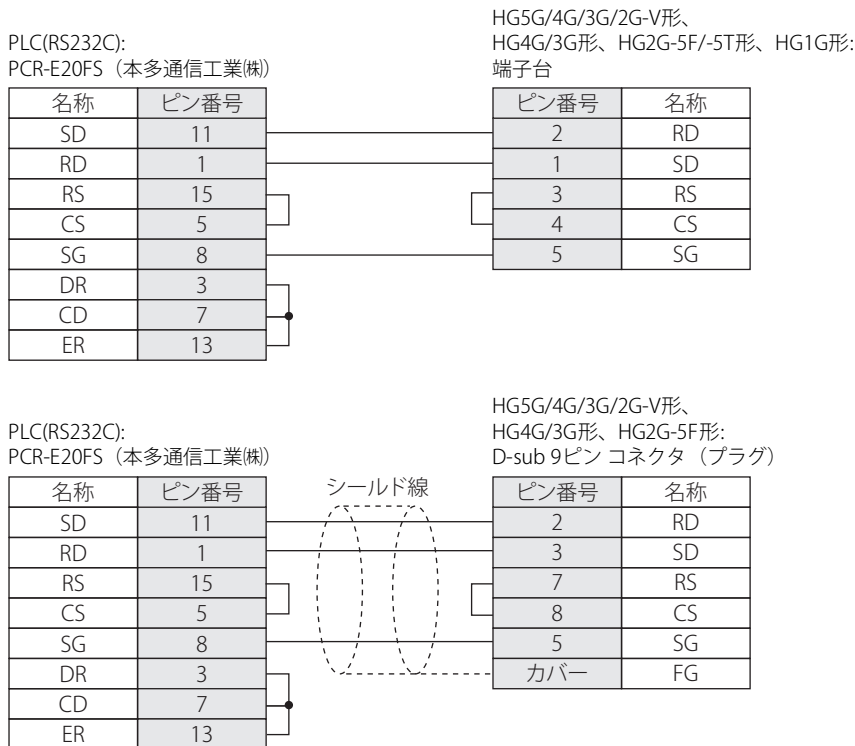 PLC(RS232C):
PCR-E20FS（本多通信工業㈱）
HG5G/4G/3G/2G-V形、
HG4G/3G形、HG2G-5F/-5T形、HG1G形:
端子台
名称 ピン番号 ピン番号 名称
SD 11 2 RD
RD 1 1 SD
RS 15 3 RS
CS 5 4 CS
SG 8 5 SG
DR 3
CD 7
ER 13
PLC(RS232C):
PCR-E20FS（本多通信工業㈱）
HG5G/4G/3G/2G-V形、
HG4G/3G形、HG2G-5F形:
D-sub 9ピン コネクタ（プラグ）
名称 ピン番号 シールド線 ピン番号 名称
SD 11 2 RD
RD 1 3 SD
RS 15 7 RS
CS 5 8 CS
SG 8 5 SG
DR 3 カバー FG
CD 7
ER 13